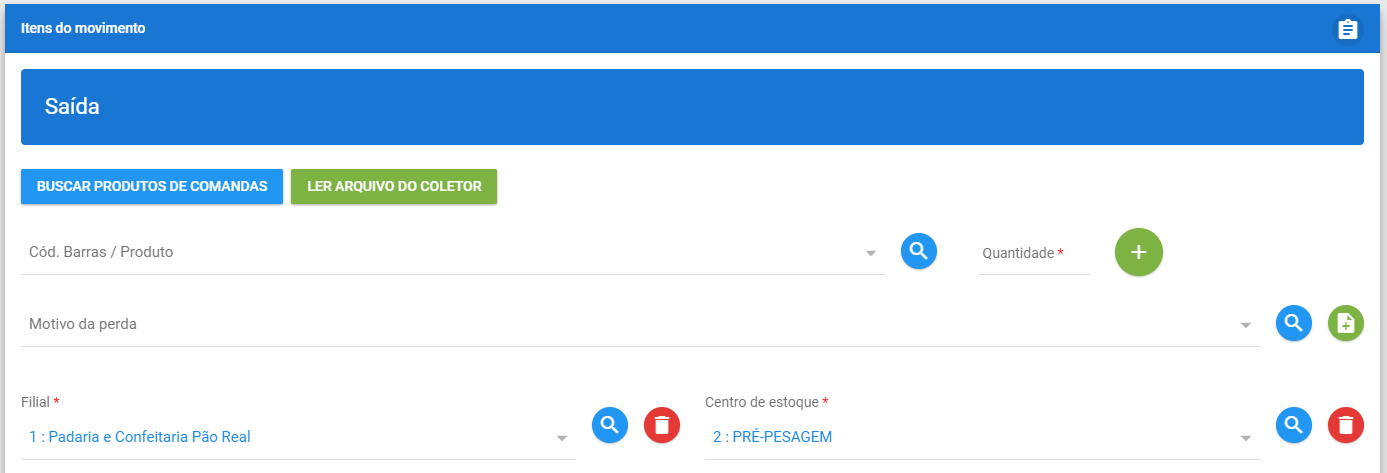 Itens do movimento
Saída
BUSCAR PRODUTOS DE COMANDAS LER ARQUIVO DO COLETOR
Cód. Barras / Produto Quantidade *
Motivo da perda
Filial * Centro de estoque *
1 : Padaria e Confeitaria Pão Real 2 : PRÉ-PESAGEM